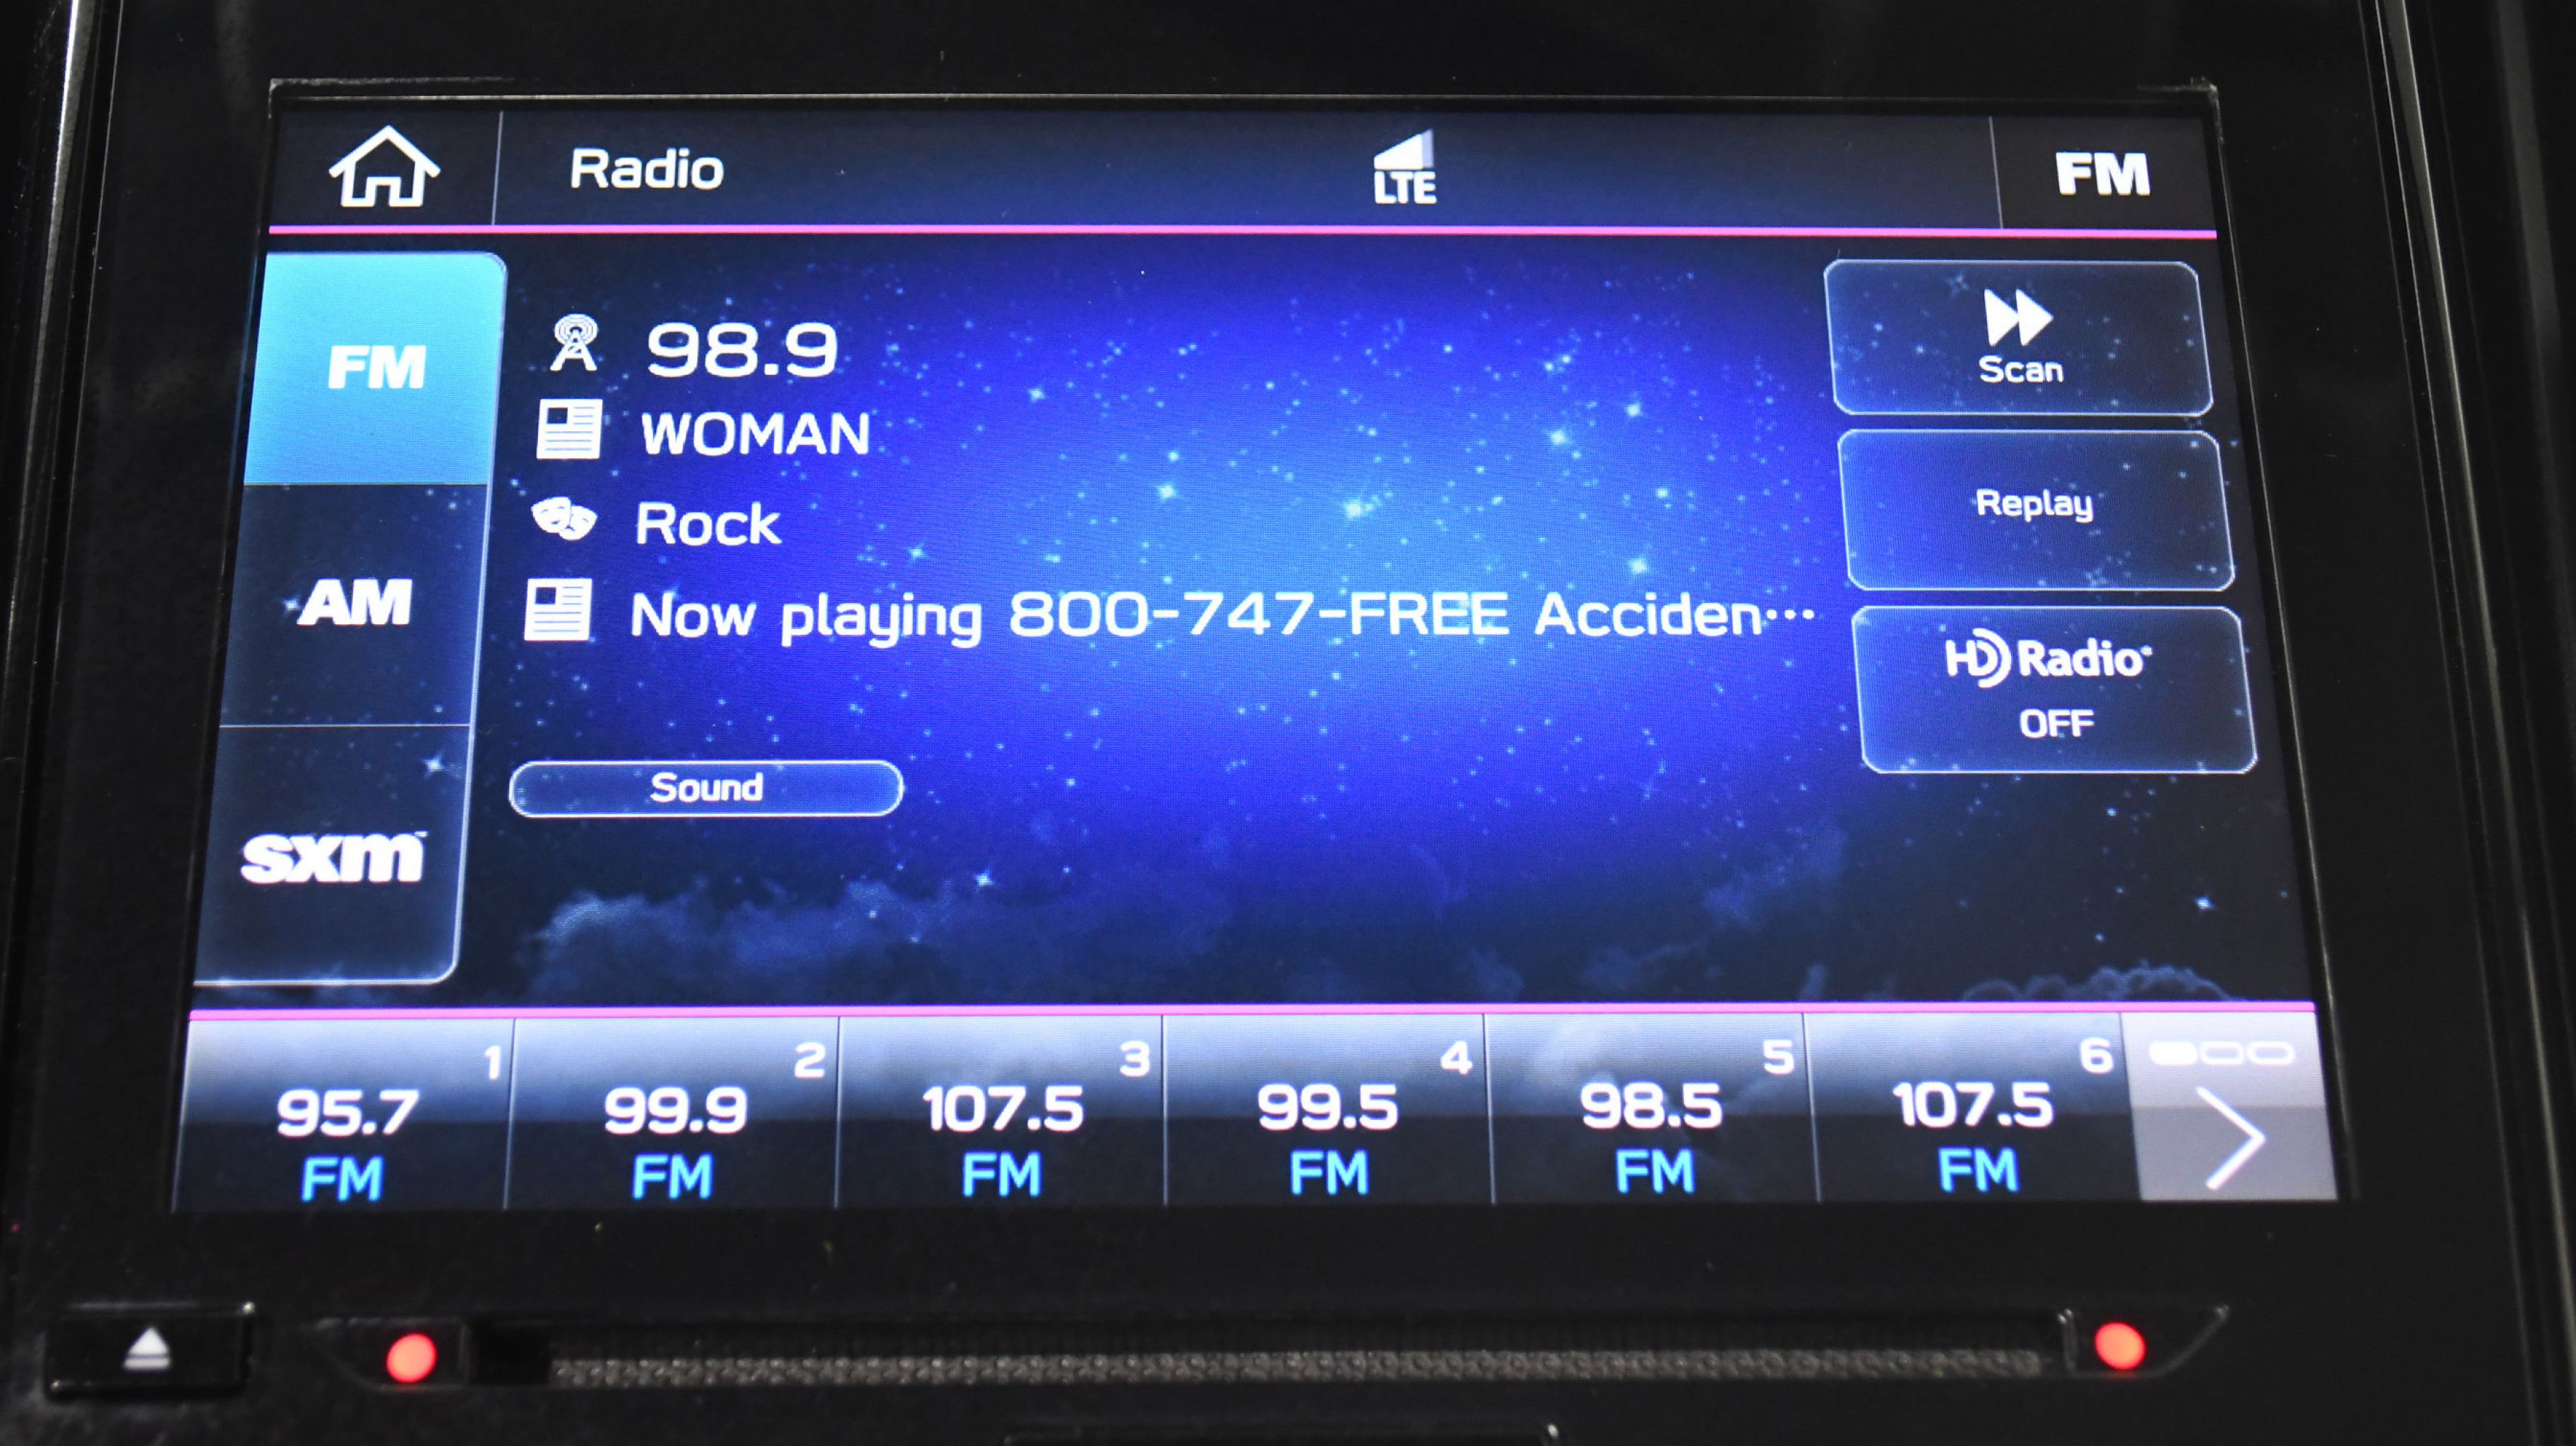 Radio
LTE
FM
FM
98.9
Scan
WOMAN
Replay
Rock
AM
Now playing 800-747-FREE Acciden…
HD Radio
OFF
Sound
sxm
1
2
3
4
5
6
95.7
99.9
107.5
99.5
98.5
107.5
FM
FM
FM
FM
FM
FM